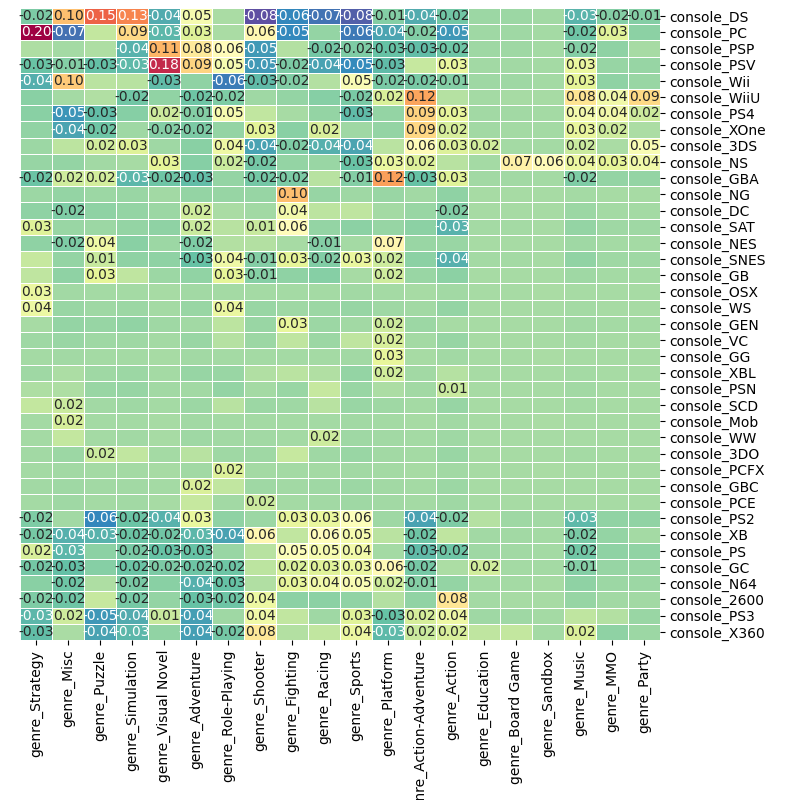 -0.02 0.10 0.15 0.13 -0.04 0.05 -0.08 -0.06 -0.07 -0.08 -0.01 -0.04 -0.02 -0.03 -0.02 -0.01 console_DS
0.20 -0.07 0.09 -0.03 0.03 0.06 -0.05 -0.06 -0.04 -0.02 -0.05 -0.02 0.03 console_PC
-0.04 0.11 0.08 0.06 -0.05 -0.02 -0.02 -0.03 -0.03 -0.02 -0.02 console_PSP
-0.03 -0.01 -0.03 -0.03 0.18 0.09 0.05 -0.05 -0.02 -0.04 -0.05 -0.03 0.03 0.03 console_PSV
-0.04 0.10 -0.03 -0.06 -0.03 -0.02 0.05 -0.02 -0.02 -0.01 0.03 console_Wii
-0.02 -0.02 -0.02 -0.02 0.02 0.12 0.08 0.04 0.09 console_WiiU
-0.05 -0.03 0.02 -0.01 0.05 -0.03 0.09 0.03 0.04 0.04 0.02 console_PS4
-0.04 -0.02 -0.02 -0.02 0.03 0.02 0.09 0.02 0.03 0.02 console_XOne
0.02 0.03 0.04 -0.04 -0.02 -0.04 -0.04 0.06 0.03 0.02 0.02 0.05 console_3DS
0.03 0.02 -0.02 -0.03 0.03 0.02 0.07 0.06 0.04 0.03 0.04 console_NS
-0.02 0.02 0.02 -0.03 -0.02 -0.03 -0.02 -0.02 -0.01 0.12 -0.03 0.03 -0.02 console_GBA
0.10 console_NG
-0.02 0.02 0.04 -0.02 console_DC
0.03 0.02 0.01 0.06 -0.03 console_SAT
-0.02 0.04 -0.02 -0.01 0.07 console_NES
0.01 -0.03 0.04 -0.01 0.03 -0.02 0.03 0.02 -0.04 console_SNES
0.03 0.03 -0.01 0.02 console_GB
0.03 console_OSX
0.04 0.04 console_WS
0.03 0.02 console_GEN
0.02 console_VC
0.03 console_GG
0.02 console_XBL
0.01 console_PSN
0.02 console_SCD
0.02 console_Mob
0.02 console_WW
0.02 console_3DO
0.02 console_PCFX
0.02 console_GBC
0.02 console_PCE
-0.02 -0.06 -0.02 -0.04 0.03 0.03 0.03 0.06 -0.04 -0.02 -0.03 console_PS2
-0.02 -0.04 -0.03 -0.02 -0.02 -0.03 -0.04 0.06 0.06 0.05 -0.02 -0.02 console_XB
0.02 -0.03 -0.02 -0.03 -0.03 0.05 0.05 0.04 -0.03 -0.02 -0.02 console_PS
-0.02 -0.03 -0.02 -0.02 -0.02 -0.02 0.02 0.03 0.03 0.06 -0.02 0.02 -0.01 console_GC
-0.02 -0.02 -0.04 -0.03 0.03 0.04 0.05 0.02 -0.01 console_N64
-0.02 -0.02 -0.02 -0.03 -0.02 0.04 0.08 console_2600
-0.03 0.02 -0.05 -0.04 0.01 -0.04 0.04 0.03 -0.03 0.02 0.04 console_PS3
-0.03 -0.04 -0.03 -0.04 -0.02 0.08 0.04 -0.03 0.02 0.02 0.02 console_X360
genre_Strategy
genre_Misc
genre_Puzzle
genre_Simulation
genre_Visual Novel
genre_Adventure
genre_Role-Playing
genre_Shooter
genre_Fighting
genre_Racing
genre_Sports
genre_Platform
nre_Action-Adventure
genre_Action
genre_Education
genre_Board Game
genre_Sandbox
genre_Music
genre_MMO
genre_Party